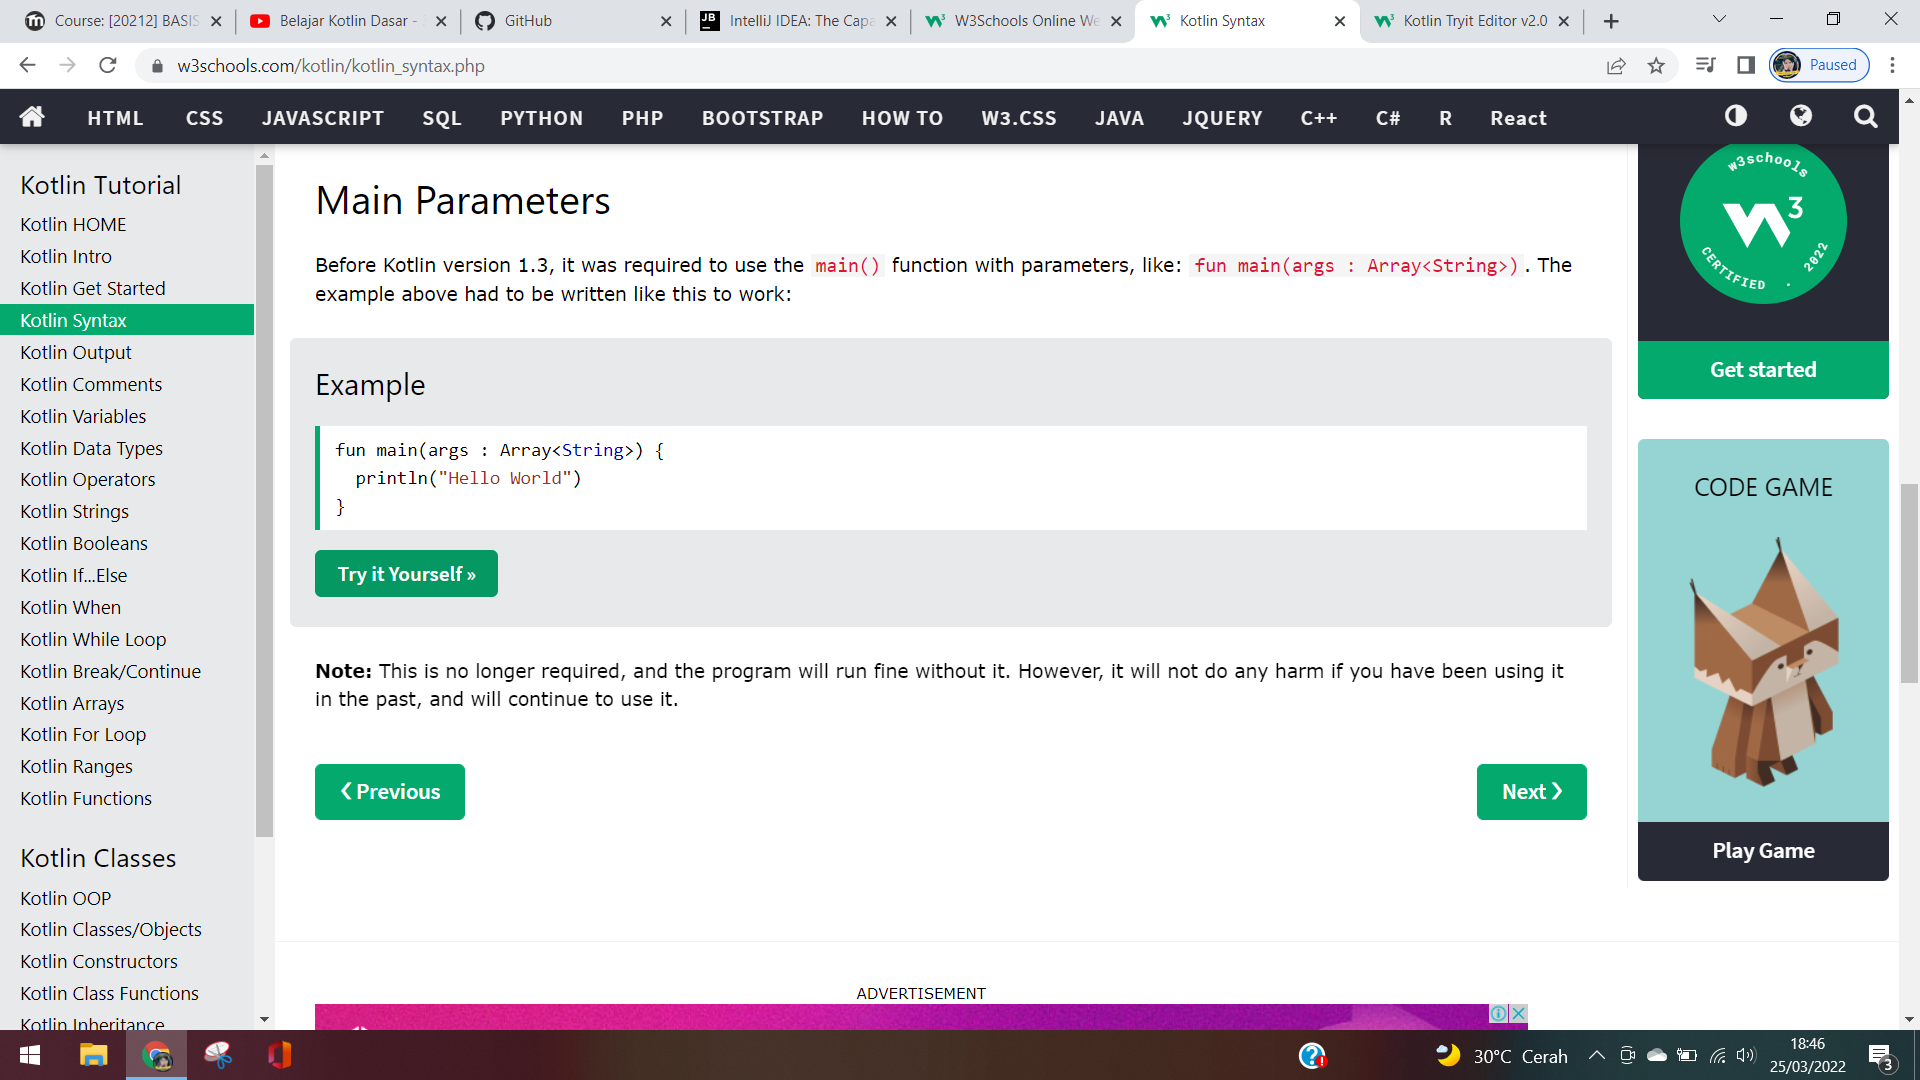 Course: [20212] BASIS
Belajar Kotlin Dasar -
GitHub
IntelliJ IDEA: The Capa
W3Schools Online We
Kotlin Syntax
Kotlin Tryit Editor v2.0
w3schools.com/kotlin/kotlin_syntax.php
Paused
HTML CSS JAVASCRIPT SQL PYTHON PHP BOOTSTRAP HOW TO W3.CSS JAVA JQUERY C++ C# R React
Kotlin Tutorial
Kotlin HOME
Kotlin Intro
Kotlin Get Started
Kotlin Syntax
Kotlin Output
Kotlin Comments
Kotlin Variables
Kotlin Data Types
Kotlin Operators
Kotlin Strings
Kotlin Booleans
Kotlin If...Else
Kotlin When
Kotlin While Loop
Kotlin Break/Continue
Kotlin Arrays
Kotlin For Loop
Kotlin Ranges
Kotlin Functions
Kotlin Classes
Kotlin OOP
Kotlin Classes/Objects
Kotlin Constructors
Kotlin Class Functions
Kotlin Inheritance
Main Parameters
Before Kotlin version 1.3, it was required to use the main() function with parameters, like: fun main(args : Array<String>). The
example above had to be written like this to work:
Example
fun main(args : Array<String>) {
  println("Hello World")
}
Try it Yourself »
Note: This is no longer required, and the program will run fine without it. However, it will not do any harm if you have been using it
in the past, and will continue to use it.
❮ Previous
Next ❯
ADVERTISEMENT
w3schools
W3
CERTIFIED . 2022
Get started
CODE GAME
Play Game
30°C Cerah
18:46
25/03/2022
3